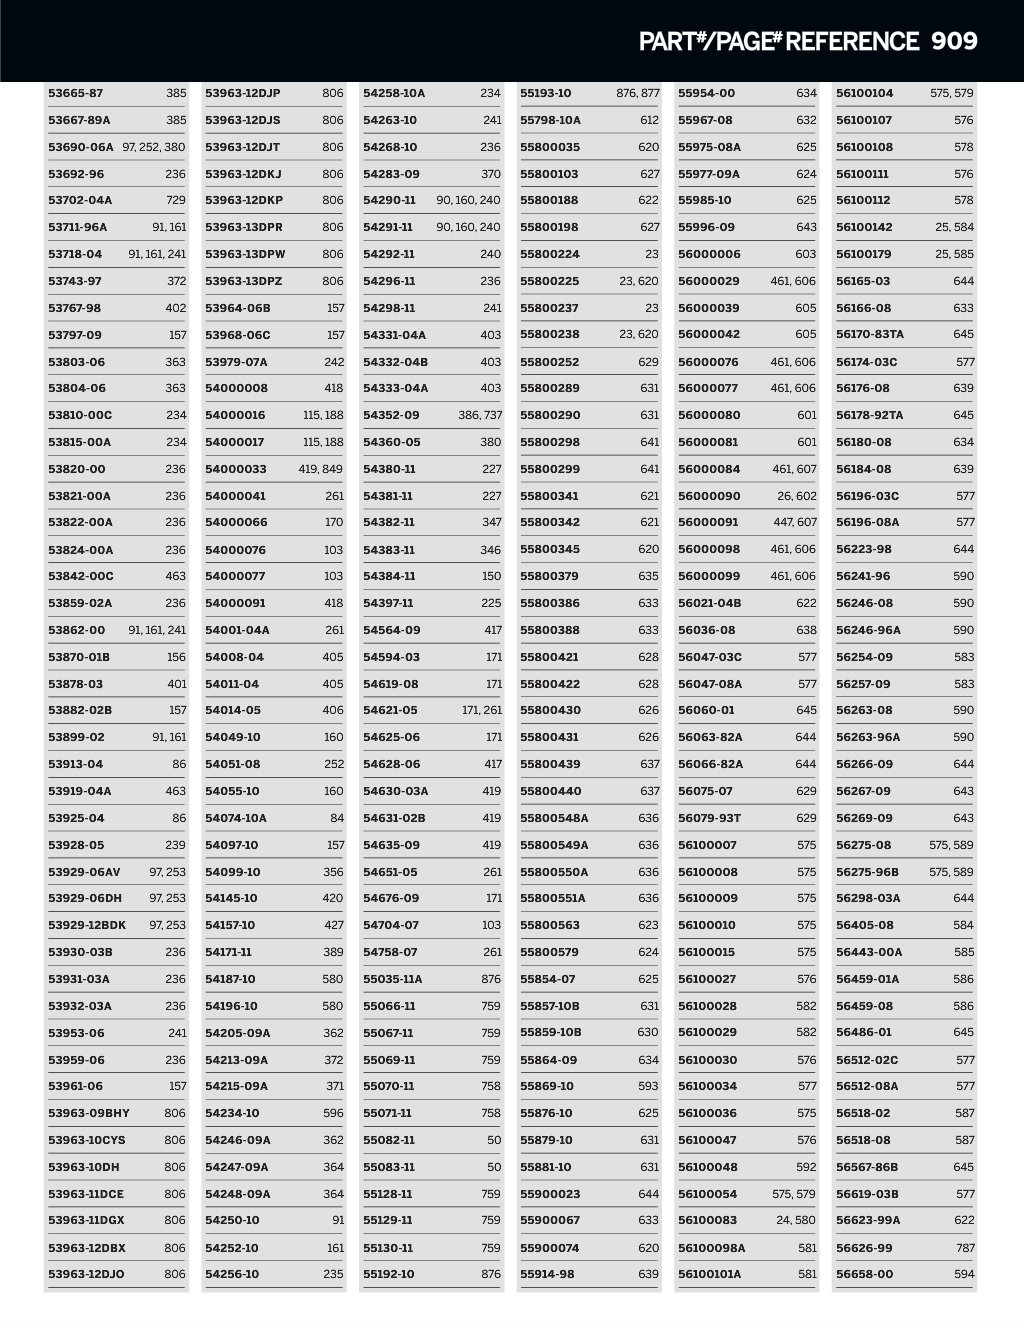 PART#/PAGE# REFERENCE 909
53665-87 385
53667-89A 385
53690-06A 97, 252, 380
53692-96 236
53702-04A 729
53711-96A 91, 161
53718-04 91, 161, 241
53743-97 372
53767-98 402
53797-09 157
53803-06 363
53804-06 363
53810-00C 234
53815-00A 234
53820-00 236
53821-00A 236
53822-00A 236
53824-00A 236
53842-00C 463
53859-02A 236
53862-00 91, 161, 241
53870-01B 156
53878-03 401
53882-02B 157
53899-02 91, 161
53913-04 86
53919-04A 463
53925-04 86
53928-05 239
53929-06AV 97, 253
53929-06DH 97, 253
53929-12BDK 97, 253
53930-03B 236
53931-03A 236
53932-03A 236
53953-06 241
53959-06 236
53961-06 157
53963-09BHY 806
53963-10CYS 806
53963-10DH 806
53963-11DCE 806
53963-11DGX 806
53963-12DBX 806
53963-12DJO 806
53963-12DJP 806
53963-12DJS 806
53963-12DJT 806
53963-12DKJ 806
53963-12DKP 806
53963-13DPR 806
53963-13DPW 806
53963-13DPZ 806
53964-06B 157
53968-06C 157
53979-07A 242
54000008 418
54000016 115, 188
54000017 115, 188
54000033 419, 849
54000041 261
54000066 170
54000076 103
54000077 103
54000091 418
54001-04A 261
54008-04 405
54011-04 405
54014-05 406
54049-10 160
54051-08 252
54055-10 160
54074-10A 84
54097-10 157
54099-10 356
54145-10 420
54157-10 427
54171-11 389
54187-10 580
54196-10 580
54205-09A 362
54213-09A 372
54215-09A 371
54234-10 596
54246-09A 362
54247-09A 364
54248-09A 364
54250-10 91
54252-10 161
54256-10 235
54258-10A 234
54263-10 241
54268-10 236
54283-09 370
54290-11 90, 160, 240
54291-11 90, 160, 240
54292-11 240
54296-11 236
54298-11 241
54331-04A 403
54332-04B 403
54333-04A 403
54352-09 386, 737
54360-05 380
54380-11 227
54381-11 227
54382-11 347
54383-11 346
54384-11 150
54397-11 225
54564-09 417
54594-03 171
54619-08 171
54621-05 171, 261
54625-06 171
54628-06 417
54630-03A 419
54631-02B 419
54635-09 419
54651-05 261
54676-09 171
54704-07 103
54758-07 261
55035-11A 876
55066-11 759
55067-11 759
55069-11 759
55070-11 758
55071-11 758
55082-11 50
55083-11 50
55128-11 759
55129-11 759
55130-11 759
55192-10 876
55193-10 876, 877
55798-10A 612
55800035 620
55800103 627
55800188 622
55800198 627
55800224 23
55800225 23, 620
55800237 23
55800238 23, 620
55800252 629
55800289 631
55800290 631
55800298 641
55800299 641
55800341 621
55800342 621
55800345 620
55800379 635
55800386 633
55800388 633
55800421 628
55800422 628
55800430 626
55800431 626
55800439 637
55800440 637
55800548A 636
55800549A 636
55800550A 636
55800551A 636
55800563 623
55800579 624
55854-07 625
55857-10B 631
55859-10B 630
55864-09 634
55869-10 593
55876-10 625
55879-10 631
55881-10 631
55900023 644
55900067 633
55900074 620
55914-98 639
55954-00 634
55967-08 632
55975-08A 625
55977-09A 624
55985-10 625
55996-09 643
56000006 603
56000029 461, 606
56000039 605
56000042 605
56000076 461, 606
56000077 461, 606
56000080 601
56000081 601
56000084 461, 607
56000090 26, 602
56000091 447, 607
56000098 461, 606
56000099 461, 606
56021-04B 622
56036-08 638
56047-03C 577
56047-08A 577
56060-01 645
56063-82A 644
56066-82A 644
56075-07 629
56079-93T 629
56100007 575
56100008 575
56100009 575
56100010 575
56100015 575
56100027 576
56100028 582
56100029 582
56100030 576
56100034 577
56100036 575
56100047 576
56100048 592
56100054 575, 579
56100083 24, 580
56100098A 581
56100101A 581
56100104 575, 579
56100107 576
56100108 578
56100111 576
56100112 578
56100142 25, 584
56100179 25, 585
56165-03 644
56166-08 633
56170-83TA 645
56174-03C 577
56176-08 639
56178-92TA 645
56180-08 634
56184-08 639
56196-03C 577
56196-08A 577
56223-98 644
56241-96 590
56246-08 590
56246-96A 590
56254-09 583
56257-09 583
56263-08 590
56263-96A 590
56266-09 644
56267-09 643
56269-09 643
56275-08 575, 589
56275-96B 575, 589
56298-03A 644
56405-08 584
56443-00A 585
56459-01A 586
56459-08 586
56486-01 645
56512-02C 577
56512-08A 577
56518-02 587
56518-08 587
56567-86B 645
56619-03B 577
56623-99A 622
56626-99 787
56658-00 594